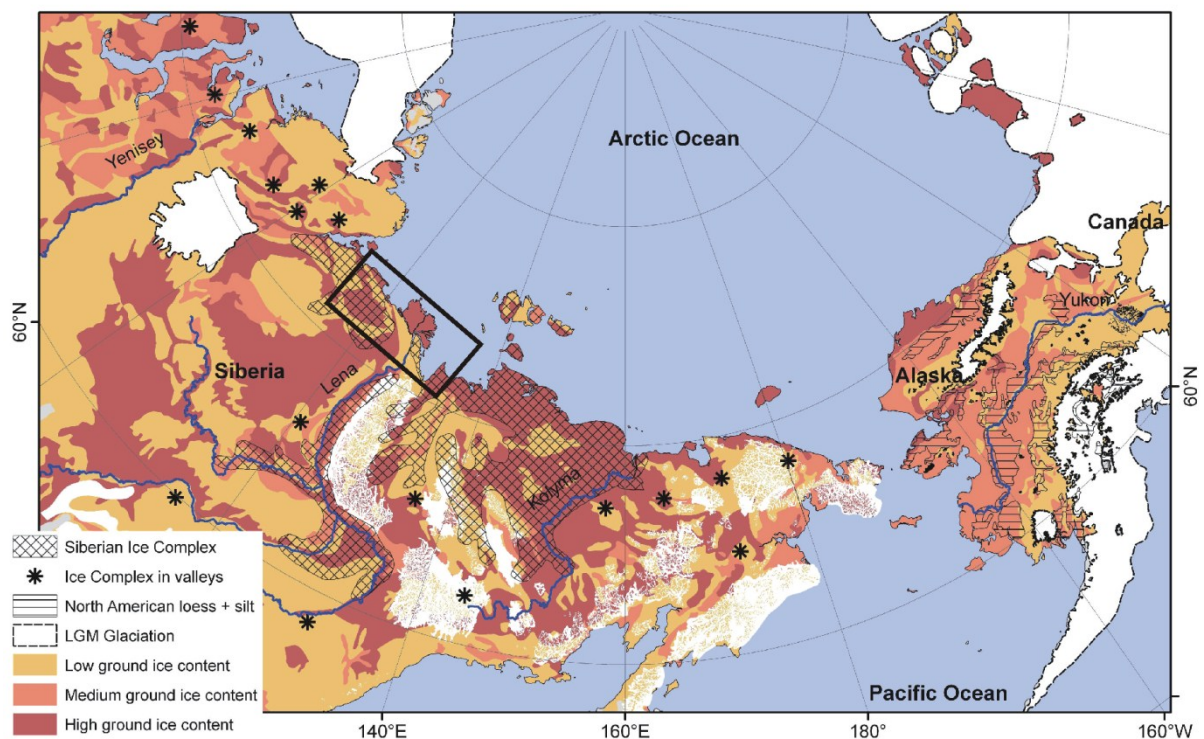 Arctic Ocean
Yenisey
Canada
Yukon
60°N
Siberia
Lena
Alaska
60°N
Kolyma
Siberian Ice Complex
Ice Complex in valleys
North American loess + silt
LGM Glaciation
Low ground ice content
Medium ground ice content
High ground ice content
Pacific Ocean
140°E
160°E
180°
160°W